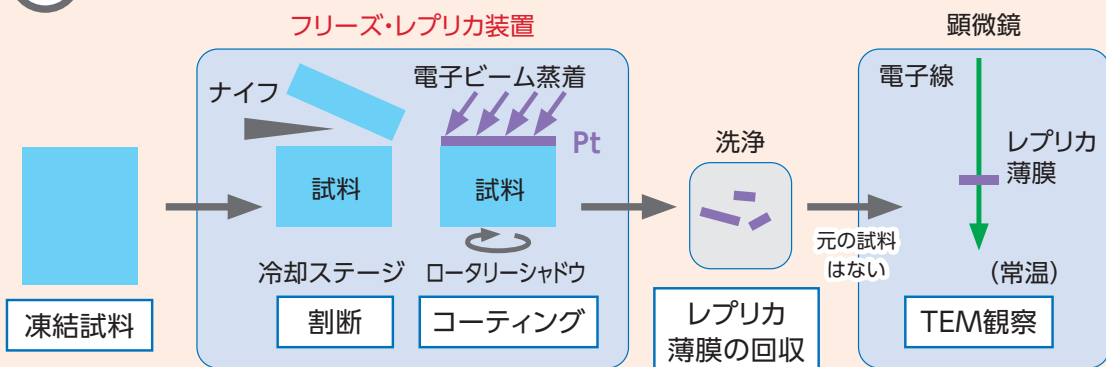 フリーズ・レプリカ装置
顕微鏡
ナイフ
電子ビーム蒸着
Pt
試料
試料
冷却ステージ
ロータリーシャドウ
洗浄
元の試料
はない
電子線
レプリカ
薄膜
(常温)
凍結試料
割断
コーティング
レプリカ
薄膜の回収
TEM観察